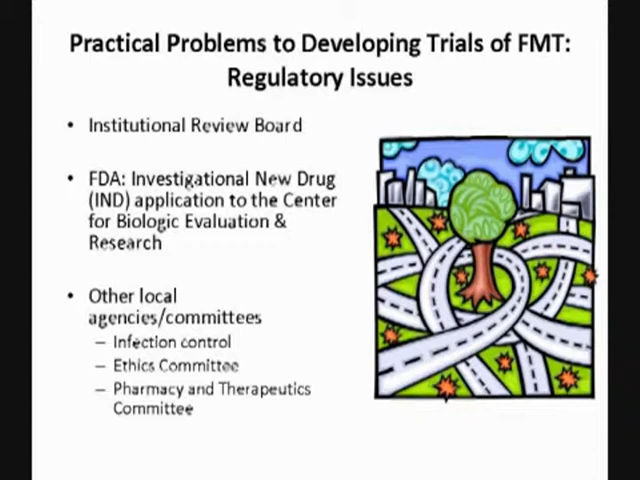 Practical Problems to Developing Trials of FMT:
Regulatory Issues
• Institutional Review Board
• FDA: Investigational New Drug
(IND) application to the Center
for Biologic Evaluation &
Research
• Other local
agencies/committees
– Infection control
– Ethics Committee
– Pharmacy and Therapeutics
Committee